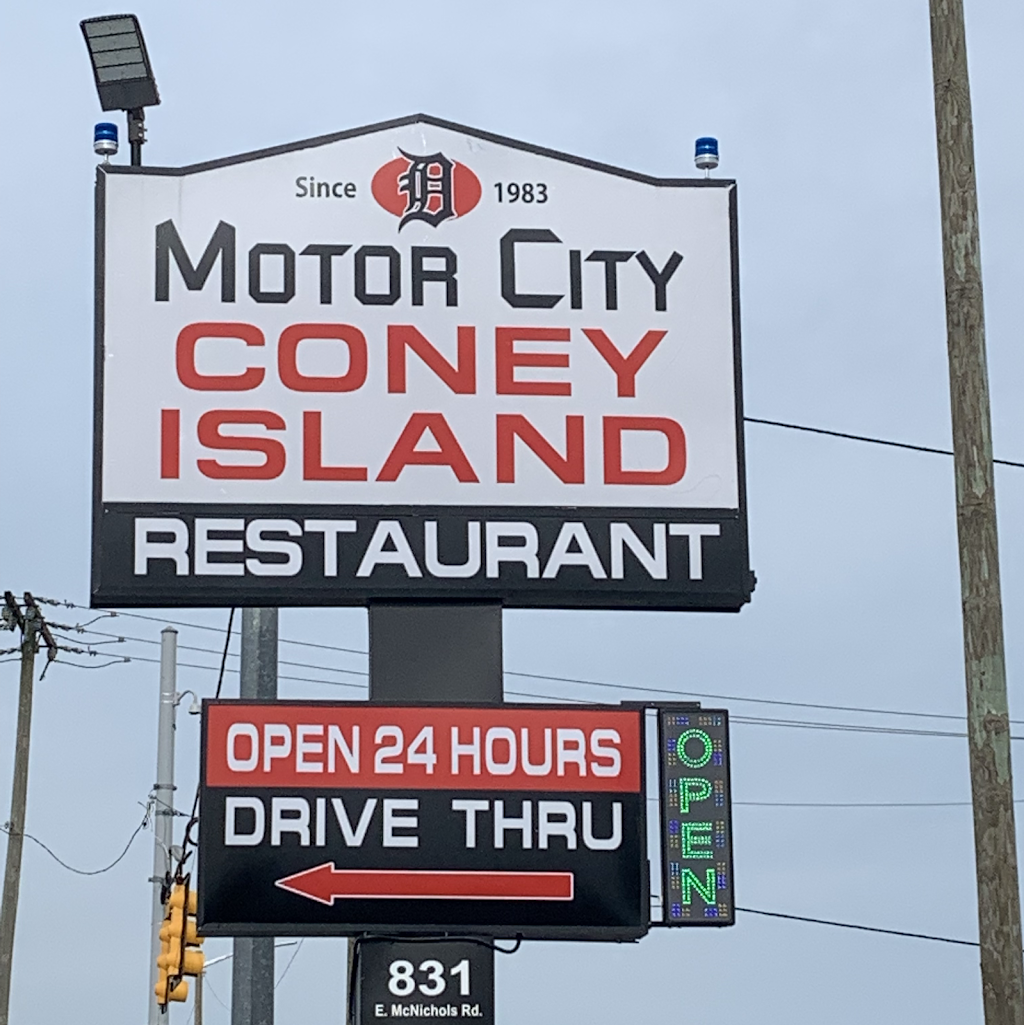 Since D 1983
MOTOR CITY
CONEY
ISLAND
RESTAURANT
OPEN 24 HOURS
DRIVE THRU
OPEN
831
E. McNichols Rd.